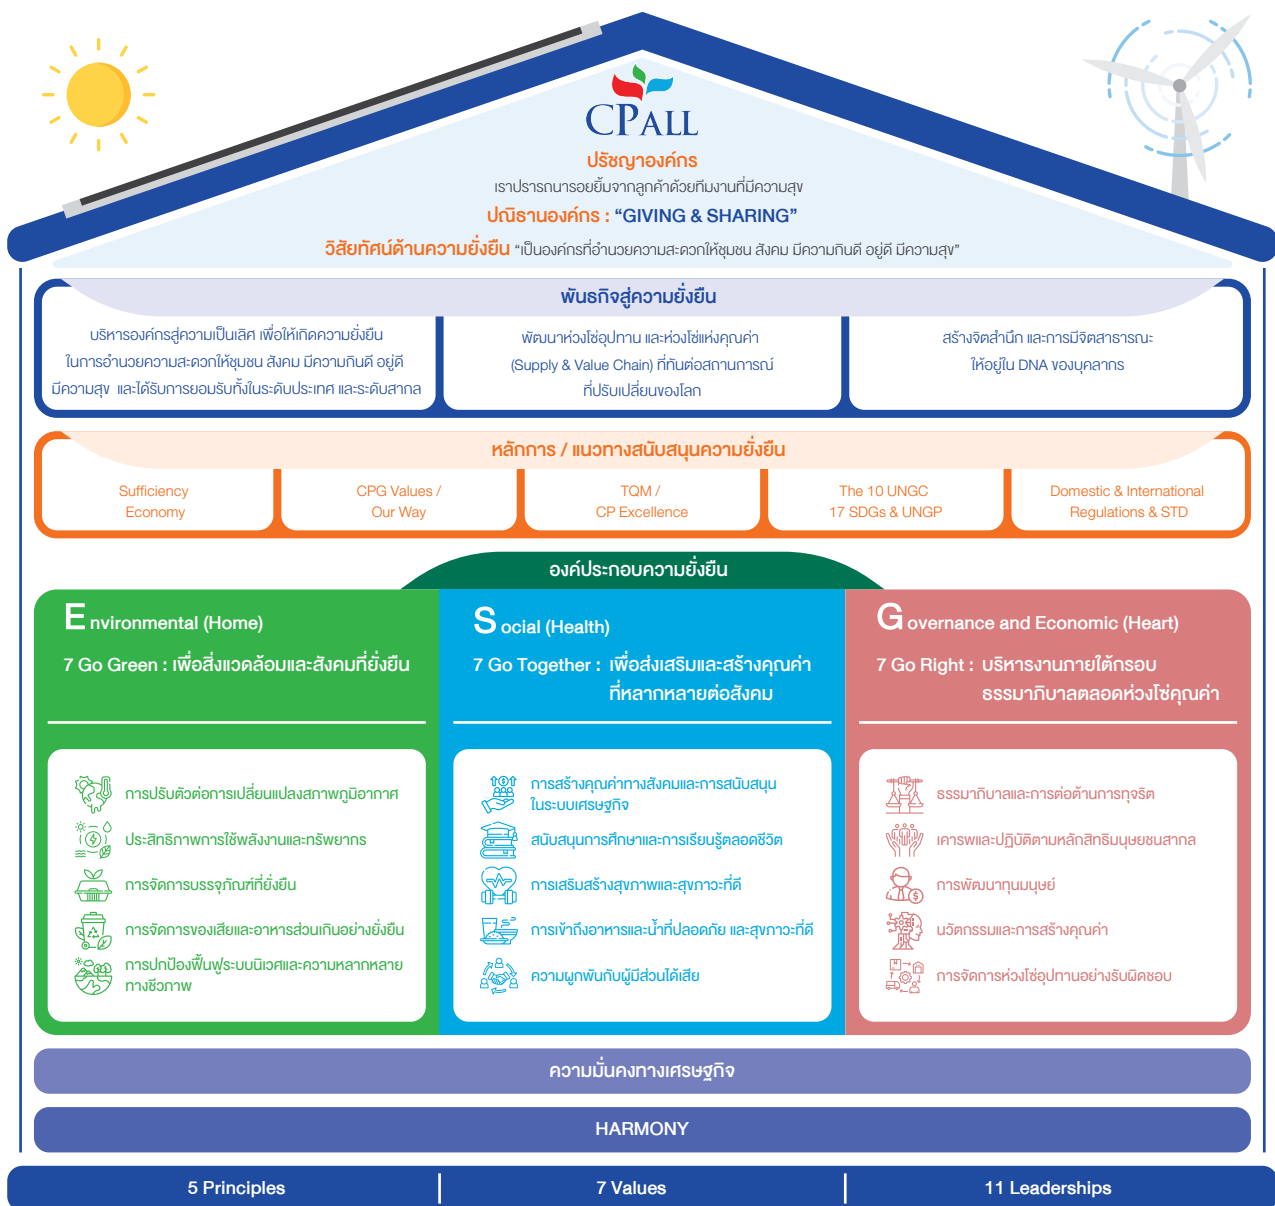 CPALL
ปรัชญาองค์กร
เราปรารถนารอยยิ้มจากลูกค้าด้วยทีมงานที่มีความสุข
ปณิธานองค์กร : “GIVING & SHARING”
วิสัยทัศน์ด้านความยั่งยืน “เป็นองค์กรที่อำนวยความสะดวกให้ชุมชน สังคม มีความกินดี อยู่ดี มีความสุข”
พันธกิจสู่ความยั่งยืน
บริหารองค์กรสู่ความเป็นเลิศ เพื่อให้เกิดความยั่งยืน
ในการอำนวยความสะดวกให้ชุมชน สังคม มีความกินดี อยู่ดี
มีความสุข และได้รับการยอมรับทั้งในระดับประเทศ และระดับสากล
พัฒนาห่วงโซ่อุปทาน และห่วงโซ่แห่งคุณค่า
(Supply & Value Chain) ที่ทันต่อสถานการณ์
ที่ปรับเปลี่ยนของโลก
สร้างจิตสำนึก และการมีจิตสาธารณะ
ให้อยู่ใน DNA ของบุคลากร
หลักการ / แนวทางสนับสนุนความยั่งยืน
Sufficiency
Economy
CPG Values /
Our Way
TQM /
CP Excellence
The 10 UNGC
17 SDGs & UNGP
Domestic & International
Regulations & STD
องค์ประกอบความยั่งยืน
Environmental (Home)
7 Go Green : เพื่อสิ่งแวดล้อมและสังคมที่ยั่งยืน
การปรับตัวต่อการเปลี่ยนแปลงสภาพภูมิอากาศ
ประสิทธิภาพการใช้พลังงานและทรัพยากร
การจัดการบรรจุภัณฑ์ที่ยั่งยืน
การจัดการของเสียและอาหารส่วนเกินอย่างยั่งยืน
การปกป้องฟื้นฟูระบบนิเวศและความหลากหลาย
ทางชีวภาพ
Social (Health)
7 Go Together : เพื่อส่งเสริมและสร้างคุณค่า
ที่หลากหลายต่อสังคม
การสร้างคุณค่าทางสังคมและการสนับสนุน
ในระบบเศรษฐกิจ
สนับสนุนการศึกษาและการเรียนรู้ตลอดชีวิต
การเสริมสร้างสุขภาพและสุขภาวะที่ดี
การเข้าถึงอาหารและน้ำที่ปลอดภัย และสุขภาวะที่ดี
ความผูกพันกับผู้มีส่วนได้เสีย
Governance and Economic (Heart)
7 Go Right : บริหารงานภายใต้กรอบ
ธรรมาภิบาลตลอดห่วงโซ่คุณค่า
ธรรมาภิบาลและการต่อต้านการทุจริต
เคารพและปฏิบัติตามหลักสิทธิมนุษยชนสากล
การพัฒนาทุนมนุษย์
นวัตกรรมและการสร้างคุณค่า
การจัดการห่วงโซ่อุปทานอย่างรับผิดชอบ
ความมั่นคงทางเศรษฐกิจ
HARMONY
5 Principles
7 Values
11 Leaderships